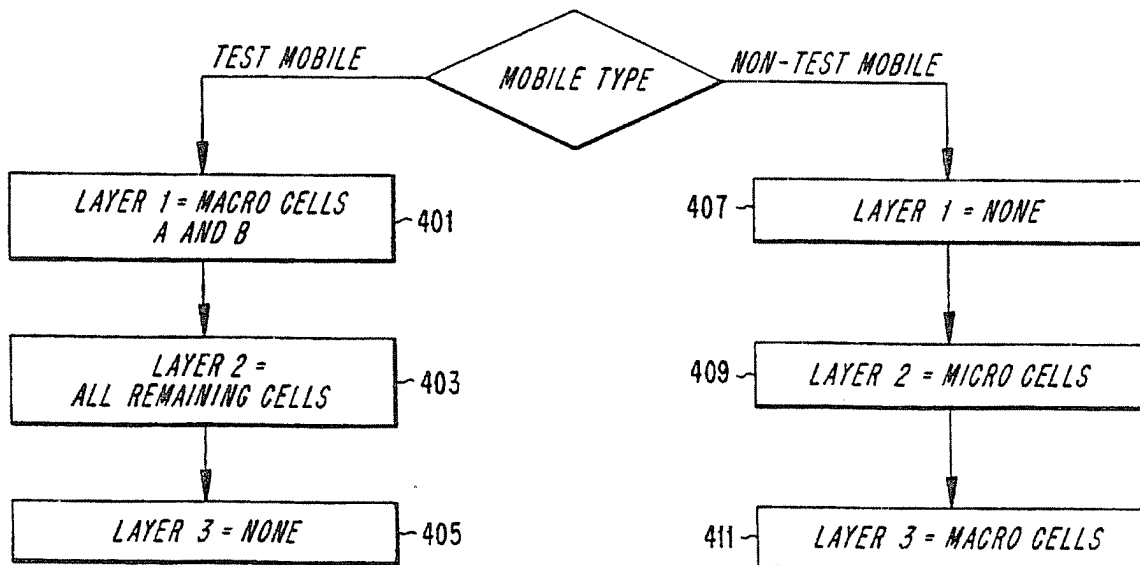 MOBILE TYPE
TEST MOBILE
NON-TEST MOBILE
LAYER 1 = MACRO CELLS
A AND B
401
LAYER 2 =
ALL REMAINING CELLS
403
LAYER 3 = NONE
405
407
LAYER 1 = NONE
409
LAYER 2 = MICRO CELLS
411
LAYER 3 = MACRO CELLS